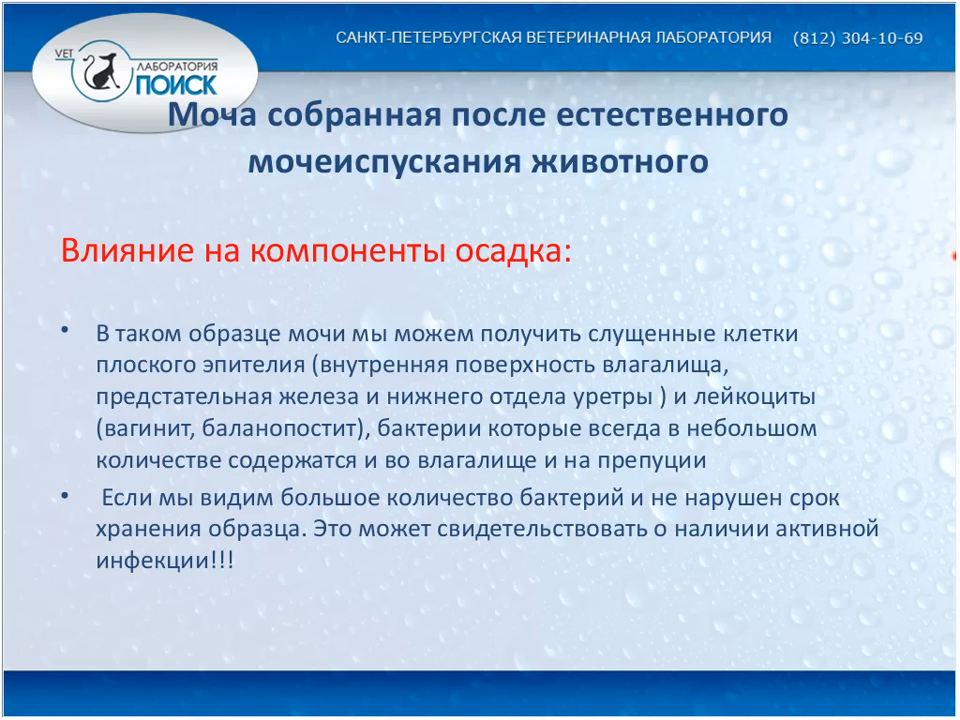 САНКТ-ПЕТЕРБУРГСКАЯ ВЕТЕРИНАРНАЯ ЛАБОРАТОРИЯ (812) 304-10-69
VET
ЛАБОРАТОРИЯ
ПОИСК
Моча собранная после естественного
мочеиспускания животного
Влияние на компоненты осадка:
• В таком образце мочи мы можем получить слущенные клетки
плоского эпителия (внутренняя поверхность влагалища,
предстательная железа и нижнего отдела уретры ) и лейкоциты
(вагинит, баланопостит), бактерии которые всегда в небольшом
количестве содержатся и во влагалище и на препуции
• Если мы видим большое количество бактерий и не нарушен срок
хранения образца. Это может свидетельствовать о наличии активной
инфекции!!!